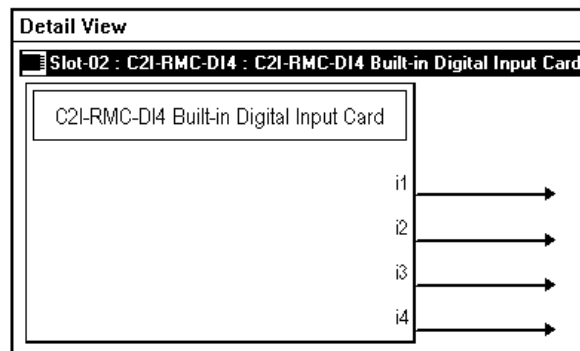 Detail View
Slot-02 : C2I-RMC-DI4 : C2I-RMC-DI4 Built-in Digital Input Card
C2I-RMC-DI4 Built-in Digital Input Card
i1
i2
i3
i4